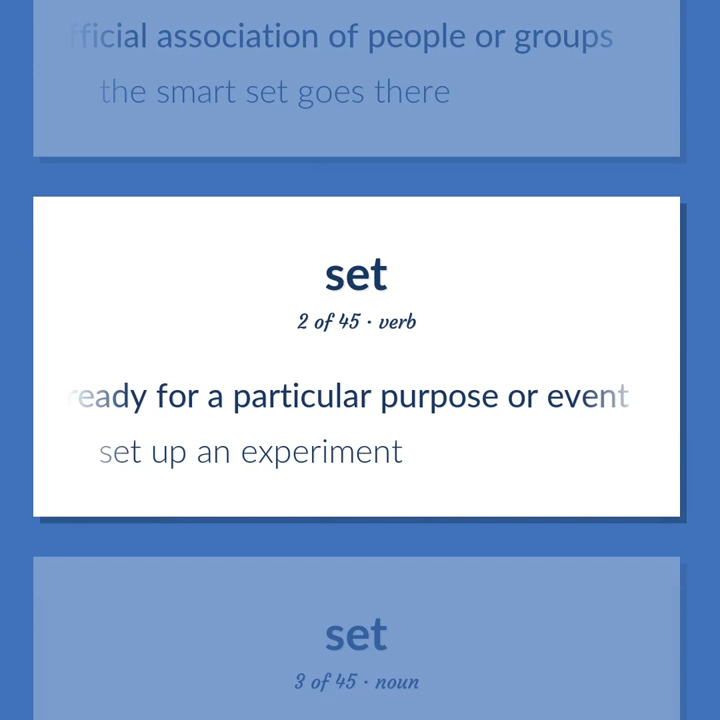 fficial association of people or groups
the smart set goes there
set
2 of 45 · verb
ready for a particular purpose or event
set up an experiment
set
3 of 45 · noun